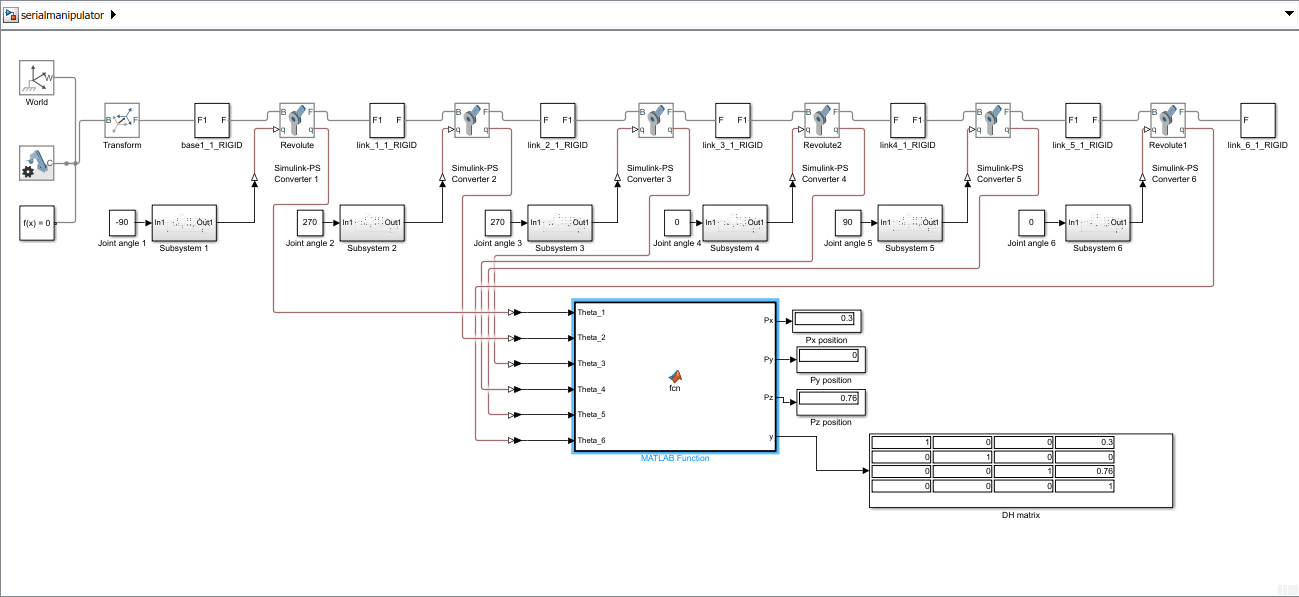 serialmanipulator
W
World
C
f(x) = 0
B F
Transform
F1 F
base1_1_RIGID
B F
q q
Revolute
F1 F
link_1_1_RIGID
B F
q q
F F1
link_2_1_RIGID
B F
q q
F F1
link_3_1_RIGID
B F
q q
Revolute2
F F1
link4_1_RIGID
B F
q q
F1 F
link_5_1_RIGID
B F
q q
Revolute1
F
link_6_1_RIGID
Simulink-PS
Converter 1
Simulink-PS
Converter 2
Simulink-PS
Converter 3
Simulink-PS
Converter 4
Simulink-PS
Converter 5
Simulink-PS
Converter 6
-90
Joint angle 1
In1 Out1
Subsystem 1
270
Joint angle 2
In1 Out1
Subsystem 2
270
Joint angle 3
In1 Out1
Subsystem 3
0
Joint angle 4
In1 Out1
Subsystem 4
90
Joint angle 5
In1 Out1
Subsystem 5
0
Joint angle 6
In1 Out1
Subsystem 6
Theta_1
Theta_2
Theta_3
Theta_4
Theta_5
Theta_6
fcn
Px
Py
Pz
y
MATLAB Function
0.3
Px position
0
Py position
0.76
Pz position
1 0 0 0.3
0 1 0 0
0 0 1 0.76
0 0 0 1
DH matrix